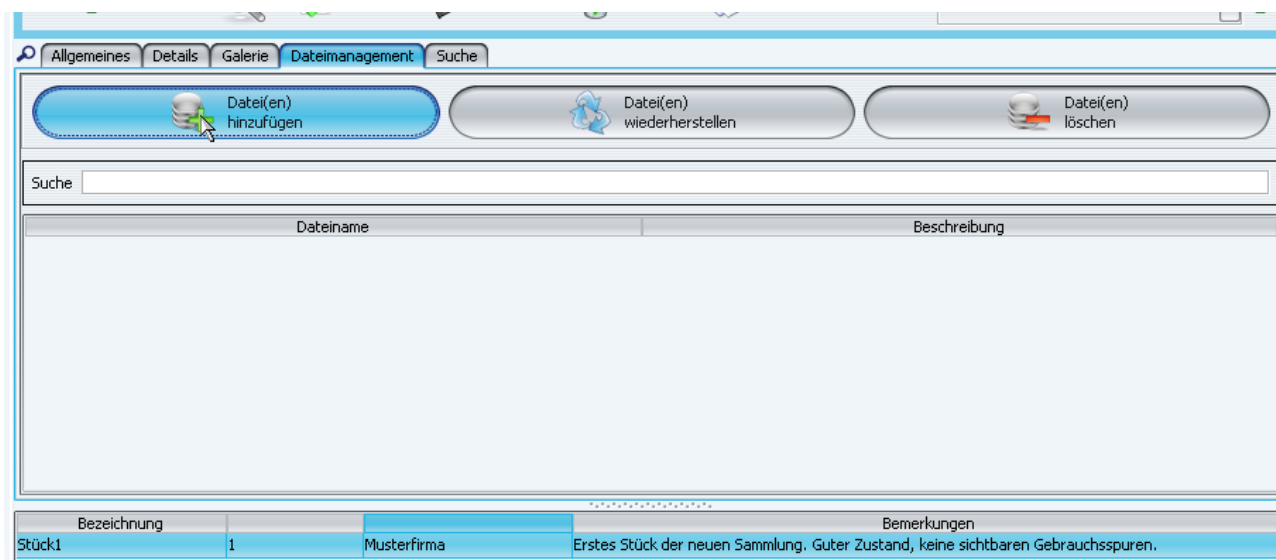 Allgemeines Details Galerie Dateimanagement Suche
Datei(en) Datei(en) Datei(en)
hinzufügen wiederherstellen löschen
Suche
Dateiname Beschreibung
Bezeichnung Bemerkungen
Stück1 1 Musterfirma Erstes Stück der neuen Sammlung. Guter Zustand, keine sichtbaren Gebrauchsspuren.